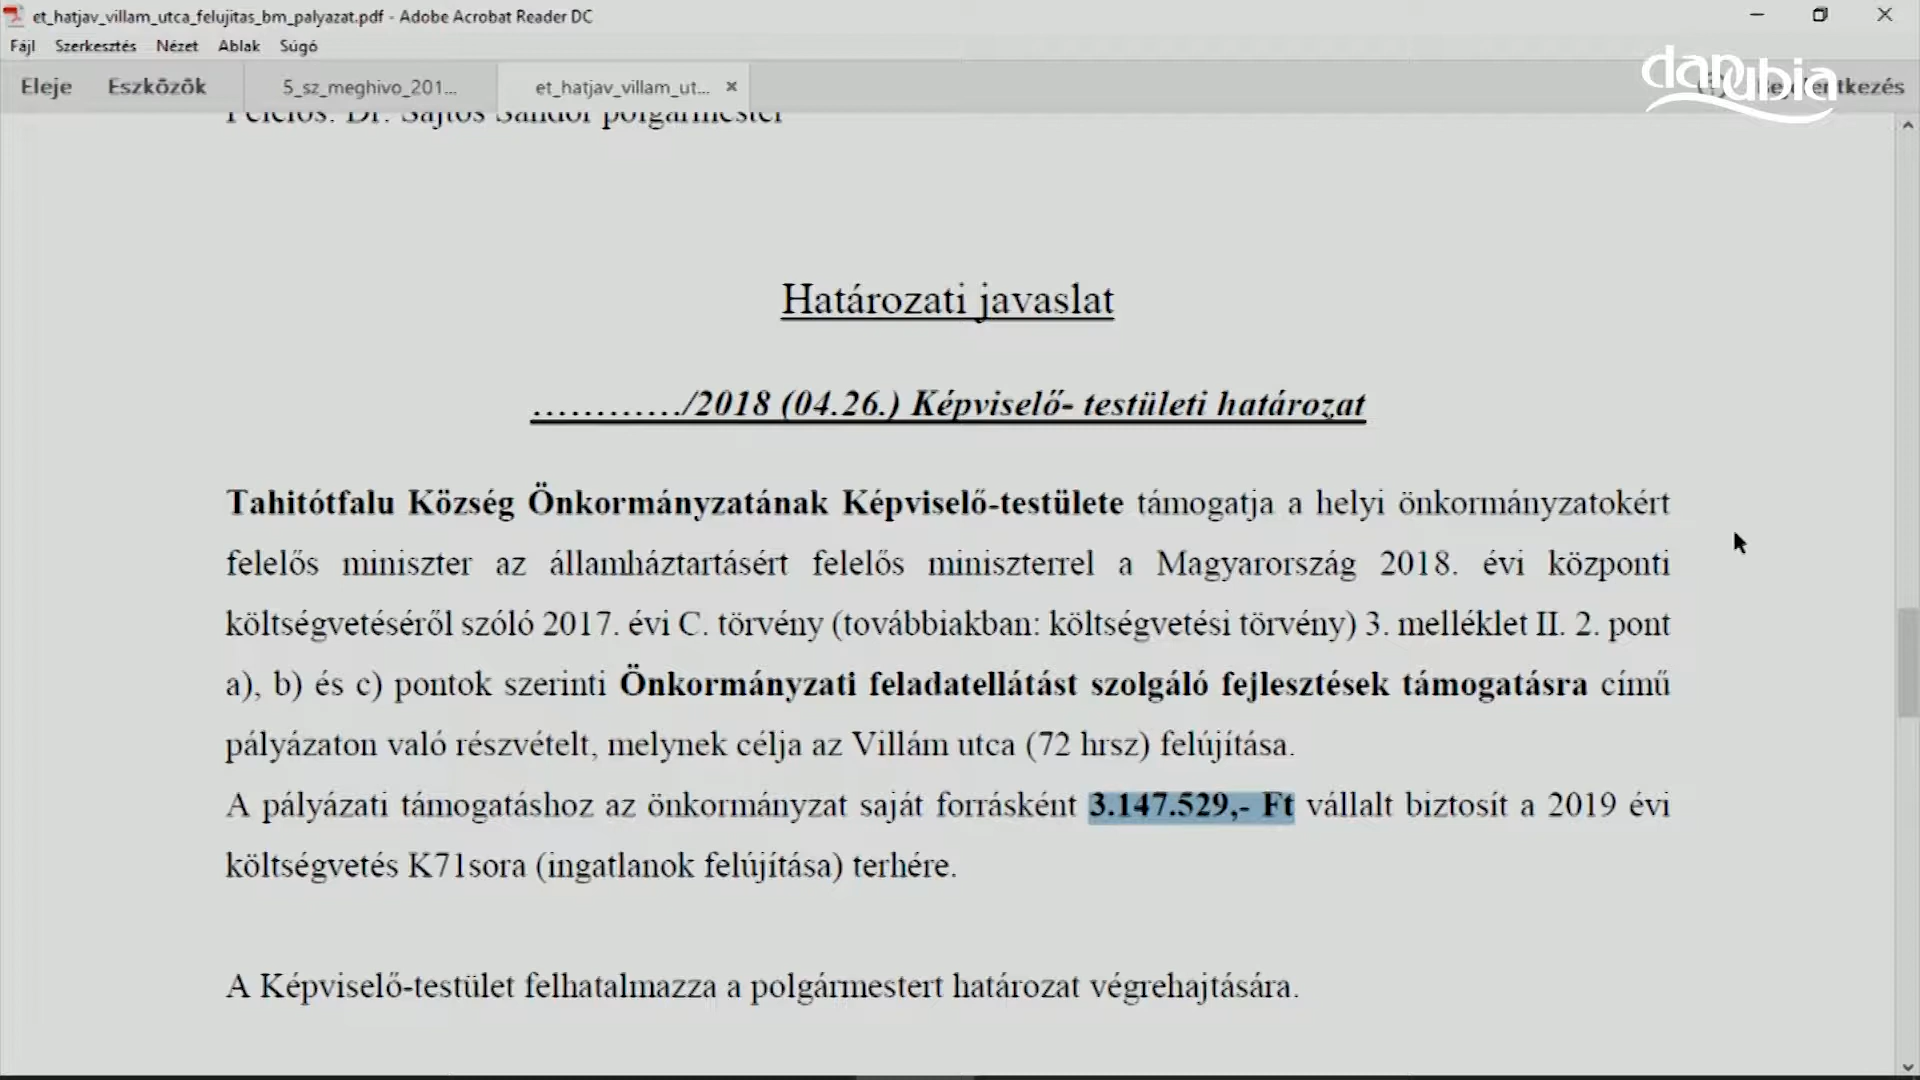 et_hatjav_villam_utca_felujitas_bm_palyazat.pdf - Adobe Acrobat Reader DC
Fájl Szerkesztés Nézet Ablak Súgó
Eleje Eszközök 5_sz_meghivo_201... et_hatjav_villam_ut... ×
danubia
Felelős: Dr. Sajtos Sándor polgármester
Határozati javaslat
…………/2018 (04.26.) Képviselő- testületi határozat
Tahitótfalu Község Önkormányzatának Képviselő-testülete támogatja a helyi önkormányzatokért
felelős miniszter az államháztartásért felelős miniszterrel a Magyarország 2018. évi központi
költségvetéséről szóló 2017. évi C. törvény (továbbiakban: költségvetési törvény) 3. melléklet II. 2. pont
a), b) és c) pontok szerinti Önkormányzati feladatellátást szolgáló fejlesztések támogatásra című
pályázaton való részvételt, melynek célja az Villám utca (72 hrsz) felújítása.
A pályázati támogatáshoz az önkormányzat saját forrásként 3.147.529,- Ft vállalt biztosít a 2019 évi
költségvetés K71sora (ingatlanok felújítása) terhére.
A Képviselő-testület felhatalmazza a polgármestert határozat végrehajtására.